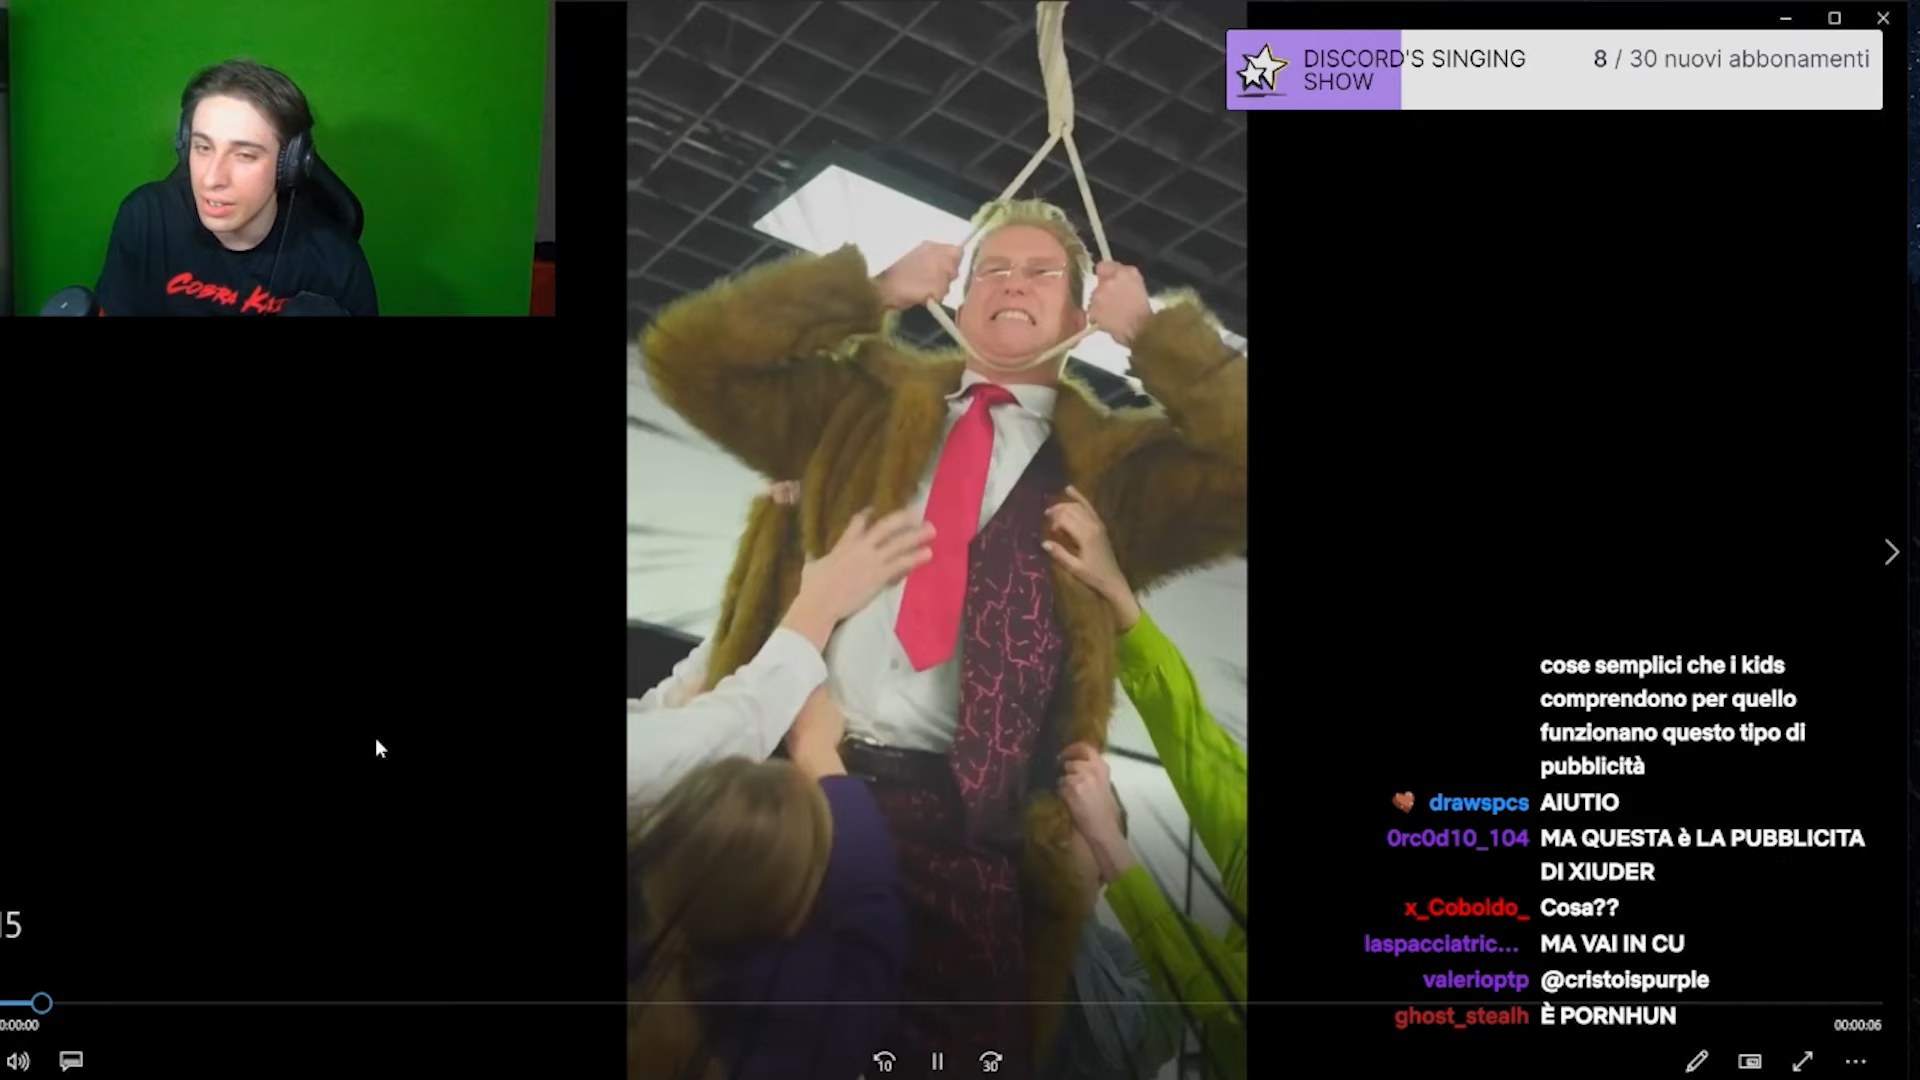 DISCORD'S SINGING
SHOW
8 / 30 nuovi abbonamenti
COBRA KAI
cose semplici che i kids
comprendono per quello
funzionano questo tipo di
pubblicità
drawspcs AIUTIO
0rc0d10_104 MA QUESTA è LA PUBBLICITA
DI XIUDER
x_Coboldo_ Cosa??
laspacciatric... MA VAI IN CU
valerioptp @cristoispurple
ghost_stealh È PORNHUN
15
0:00:00
00:00:06
10
30